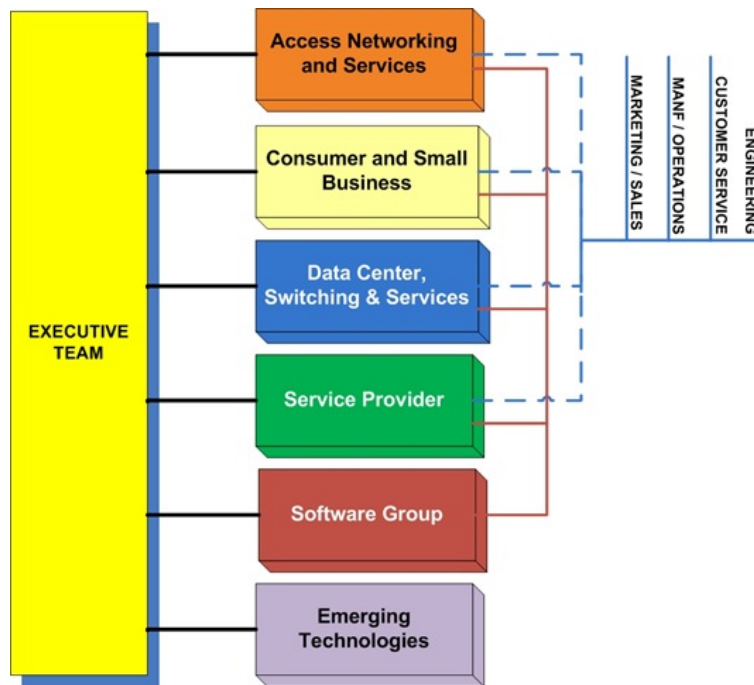 Access Networking
and Services
Consumer and Small
Business
Data Center,
Switching & Services
EXECUTIVE
TEAM
Service Provider
Software Group
Emerging
Technologies
MARKETING / SALES
MANF / OPERATIONS
CUSTOMER SERVICE
ENGINEERING